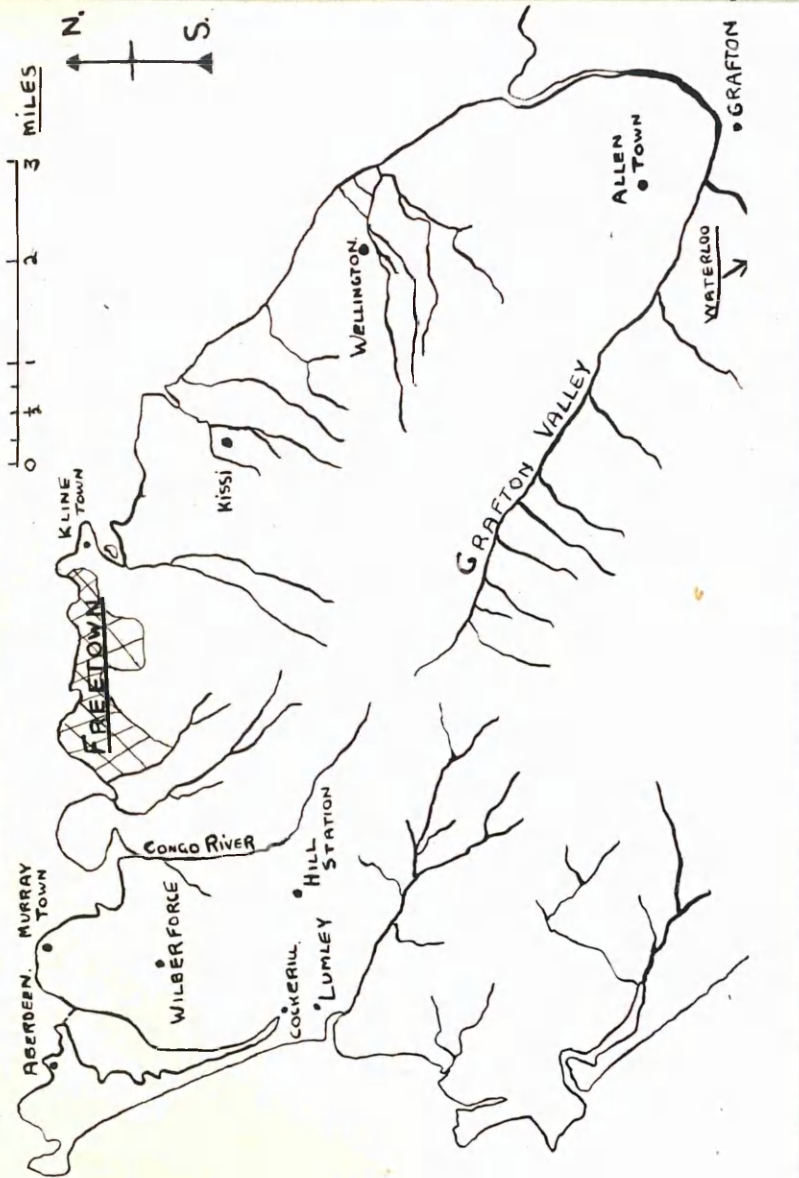 N.
S.
MILES
0 ½ 1 2 3
ABERDEEN.
MURRAY
TOWN
FREETOWN
KLINE
TOWN
CONGO RIVER
WILBERFORCE
KISSI
WELLINGTON.
COCKERILL.
LUMLEY
HILL
STATION
GRAFTON VALLEY
ALLEN
TOWN
WATERLOO
GRAFTON